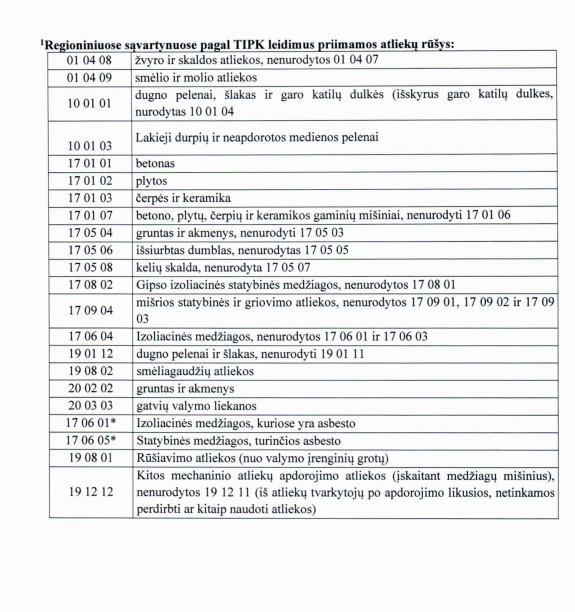 ¹Regioniniuose sąvartynuose pagal TIPK leidimus priimamos atliekų rūšys:
01 04 08 žvyro ir skaldos atliekos, nenurodytos 01 04 07
01 04 09 smėlio ir molio atliekos
10 01 01 dugno pelenai, šlakas ir garo katilų dulkės (išskyrus garo katilų dulkes,
nurodytas 10 01 04
10 01 03 Lakieji durpių ir neapdorotos medienos pelenai
17 01 01 betonas
17 01 02 plytos
17 01 03 čerpės ir keramika
17 01 07 betono, plytų, čerpių ir keramikos gaminių mišiniai, nenurodyti 17 01 06
17 05 04 gruntas ir akmenys, nenurodyti 17 05 03
17 05 06 išsiurbtas dumblas, nenurodytas 17 05 05
17 05 08 kelių skalda, nenurodyta 17 05 07
17 08 02 Gipso izoliacinės statybinės medžiagos, nenurodytos 17 08 01
17 09 04 mišrios statybinės ir griovimo atliekos, nenurodytos 17 09 01, 17 09 02 ir 17 09
03
17 06 04 Izoliacinės medžiagos, nenurodytos 17 06 01 ir 17 06 03
19 01 12 dugno pelenai ir šlakas, nenurodyti 19 01 11
19 08 02 smėliagaudžių atliekos
20 02 02 gruntas ir akmenys
20 03 03 gatvių valymo liekanos
17 06 01* Izoliacinės medžiagos, kuriose yra asbesto
17 06 05* Statybinės medžiagos, turinčios asbesto
19 08 01 Rūšiavimo atliekos (nuo valymo įrenginių grotų)
19 12 12 Kitos mechaninio atliekų apdorojimo atliekos (įskaitant medžiagų mišinius),
nenurodytos 19 12 11 (iš atliekų tvarkytojų po apdorojimo likusios, netinkamos
perdirbti ar kitaip naudoti atliekos)